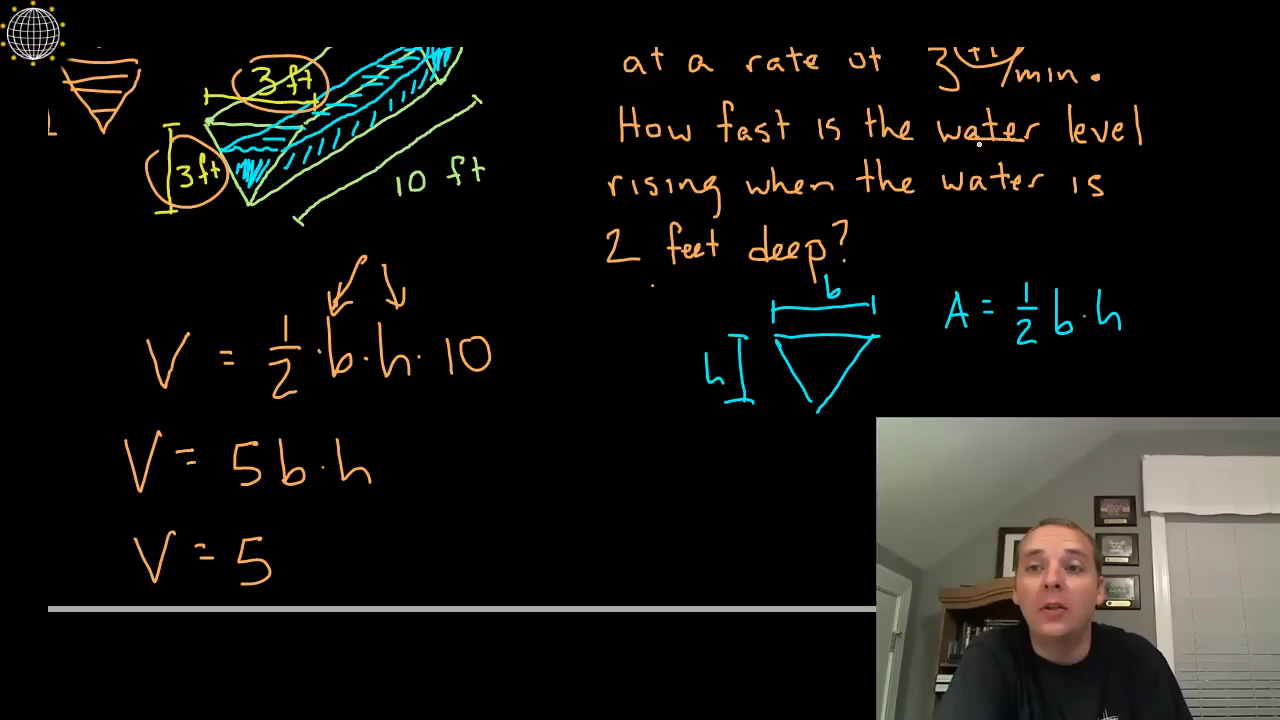 3 ft
3 ft
10 ft
at a rate of 3 ft³/min.
How fast is the water level
rising when the water is
2 feet deep?
b
h
A = 1/2 b · h
V = 1/2 · b · h · 10
V = 5 b · h
V = 5